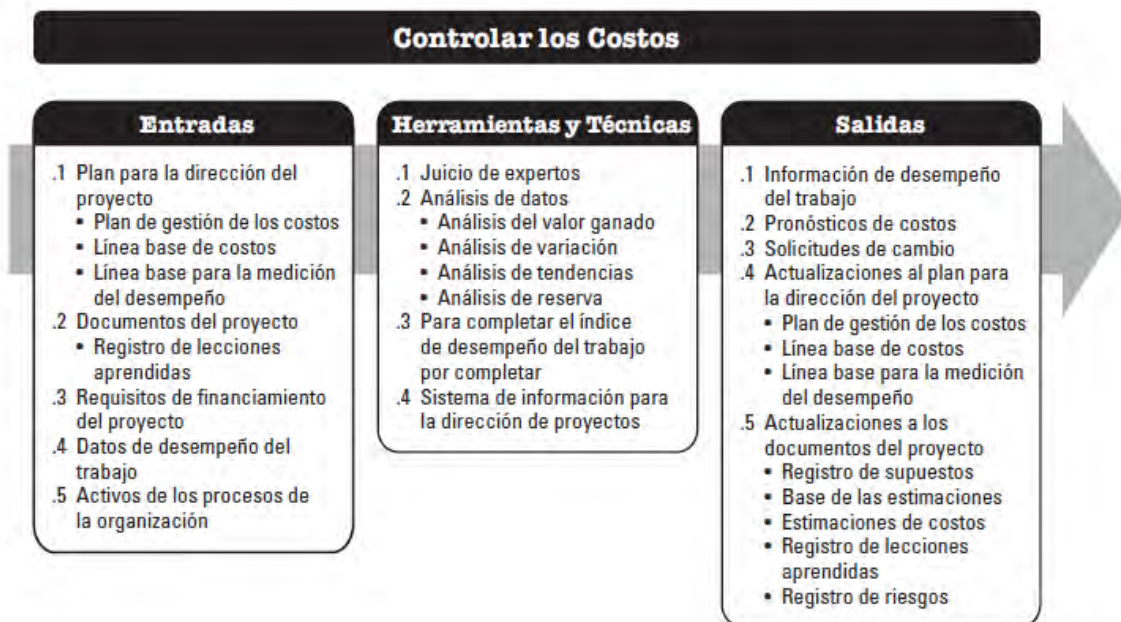 Controlar los Costos
Entradas
.1 Plan para la dirección del
proyecto
• Plan de gestión de los costos
• Línea base de costos
• Línea base para la medición
del desempeño
.2 Documentos del proyecto
• Registro de lecciones
aprendidas
.3 Requisitos de financiamiento
del proyecto
.4 Datos de desempeño del
trabajo
.5 Activos de los procesos de
la organización
Herramientas y Técnicas
.1 Juicio de expertos
.2 Análisis de datos
• Análisis del valor ganado
• Análisis de variación
• Análisis de tendencias
• Análisis de reserva
.3 Para completar el índice
de desempeño del trabajo
por completar
.4 Sistema de información para
la dirección de proyectos
Salidas
.1 Información de desempeño
del trabajo
.2 Pronósticos de costos
.3 Solicitudes de cambio
.4 Actualizaciones al plan para
la dirección del proyecto
• Plan de gestión de los costos
• Línea base de costos
• Línea base para la medición
del desempeño
.5 Actualizaciones a los
documentos del proyecto
• Registro de supuestos
• Base de las estimaciones
• Estimaciones de costos
• Registro de lecciones
aprendidas
• Registro de riesgos